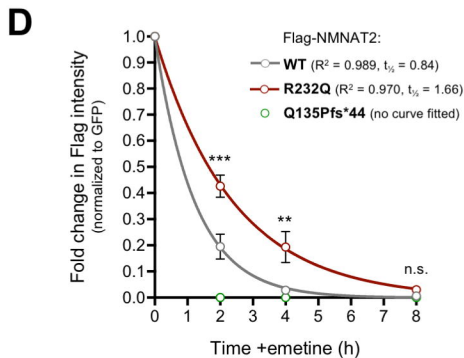 D
Flag-NMNAT2:
WT (R² = 0.989, t½ = 0.84)
R232Q (R² = 0.970, t½ = 1.66)
Q135Pfs*44 (no curve fitted)
Fold change in Flag intensity
(normalized to GFP)
1.0
0.9
0.8
0.7
0.6
0.5
0.4
0.3
0.2
0.1
0.0
***
**
n.s.
0 1 2 3 4 5 6 7 8
Time +emetine (h)